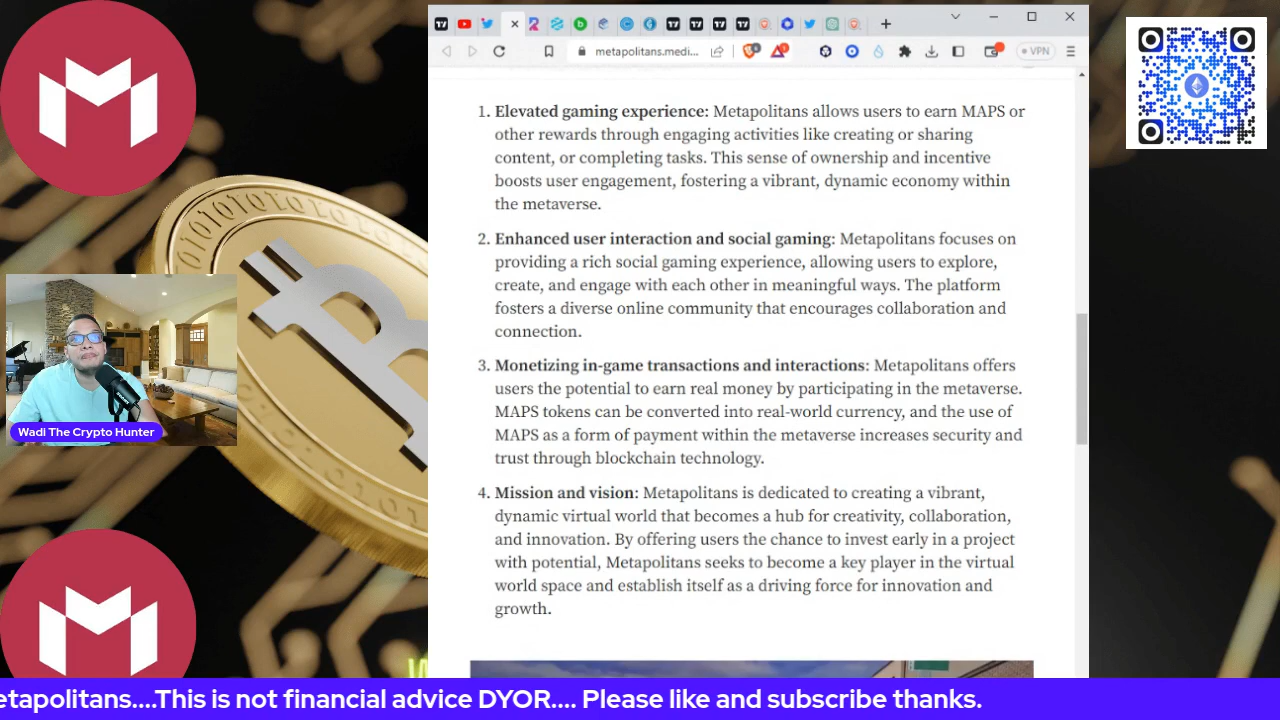 metapolitans.medi...
VPN
1. Elevated gaming experience: Metapolitans allows users to earn MAPS or
other rewards through engaging activities like creating or sharing
content, or completing tasks. This sense of ownership and incentive
boosts user engagement, fostering a vibrant, dynamic economy within
the metaverse.
2. Enhanced user interaction and social gaming: Metapolitans focuses on
providing a rich social gaming experience, allowing users to explore,
create, and engage with each other in meaningful ways. The platform
fosters a diverse online community that encourages collaboration and
connection.
3. Monetizing in-game transactions and interactions: Metapolitans offers
users the potential to earn real money by participating in the metaverse.
MAPS tokens can be converted into real-world currency, and the use of
MAPS as a form of payment within the metaverse increases security and
trust through blockchain technology.
4. Mission and vision: Metapolitans is dedicated to creating a vibrant,
dynamic virtual world that becomes a hub for creativity, collaboration,
and innovation. By offering users the chance to invest early in a project
with potential, Metapolitans seeks to become a key player in the virtual
world space and establish itself as a driving force for innovation and
growth.
Wadi The Crypto Hunter
etapolitans....This is not financial advice DYOR.... Please like and subscribe thanks.